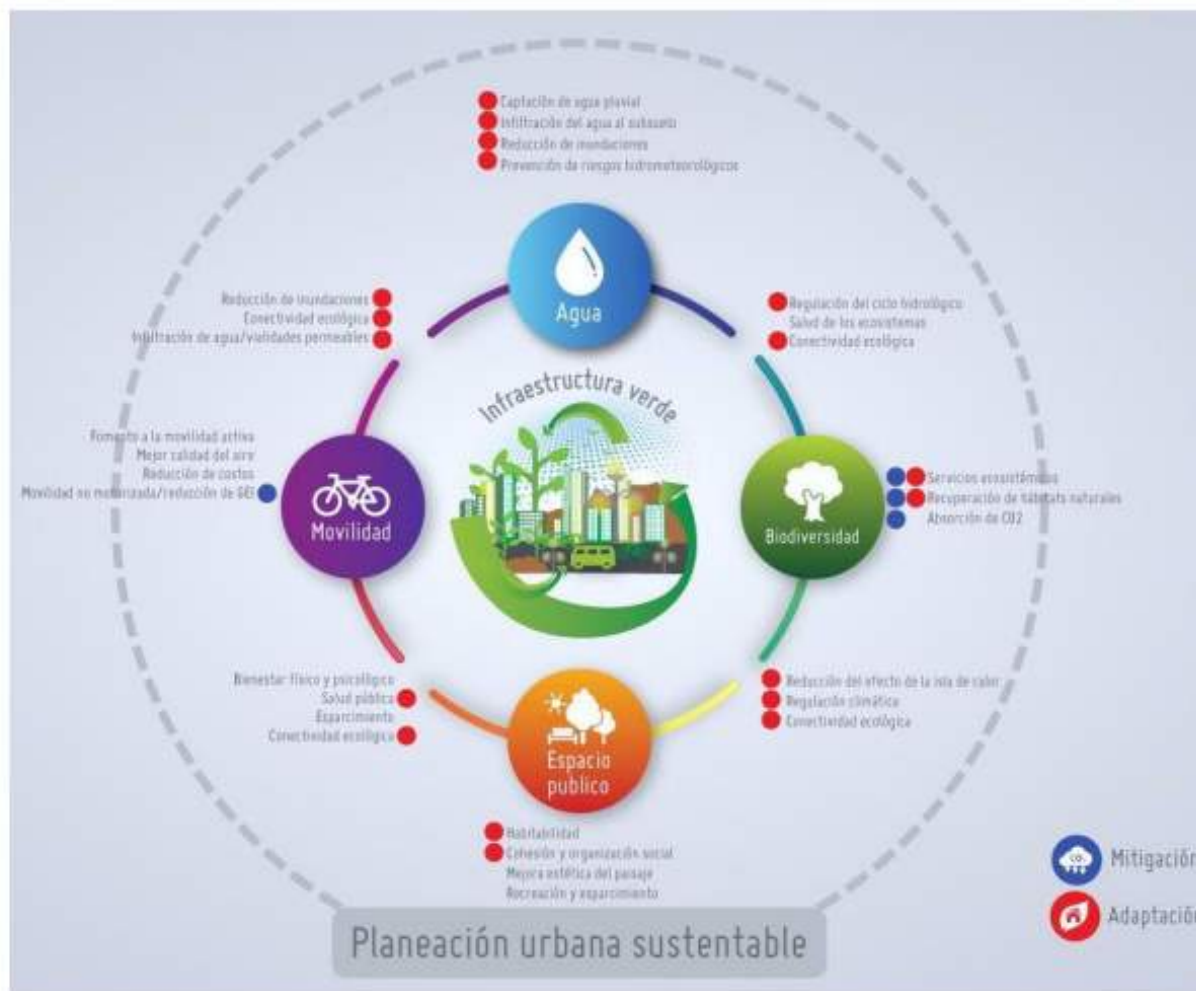 Captación de agua pluvial
Infiltración del agua al subsuelo
Reducción de inundaciones
Prevención de riesgos hidrometeorológicos
Agua
Reducción de inundaciones
Conectividad ecológica
Infiltración de agua/vialidades permeables
Regulación del ciclo hidrológico
Salud de los ecosistemas
Conectividad ecológica
Infraestructura verde
Fomento a la movilidad activa
Mejor calidad del aire
Reducción de costos
Movilidad no motorizada/reducción de GEI
Movilidad
Biodiversidad
Servicios ecosistémicos
Recuperación de hábitats naturales
Absorción de CO2
Bienestar físico y psicológico
Salud pública
Esparcimiento
Conectividad ecológica
Reducción del efecto de la isla de calor
Regulación climática
Conectividad ecológica
Espacio
publico
Habitabilidad
Cohesión y organización social
Mejora estética del paisaje
Recreación y esparcimiento
CO2
Mitigación
Adaptación
Planeación urbana sustentable